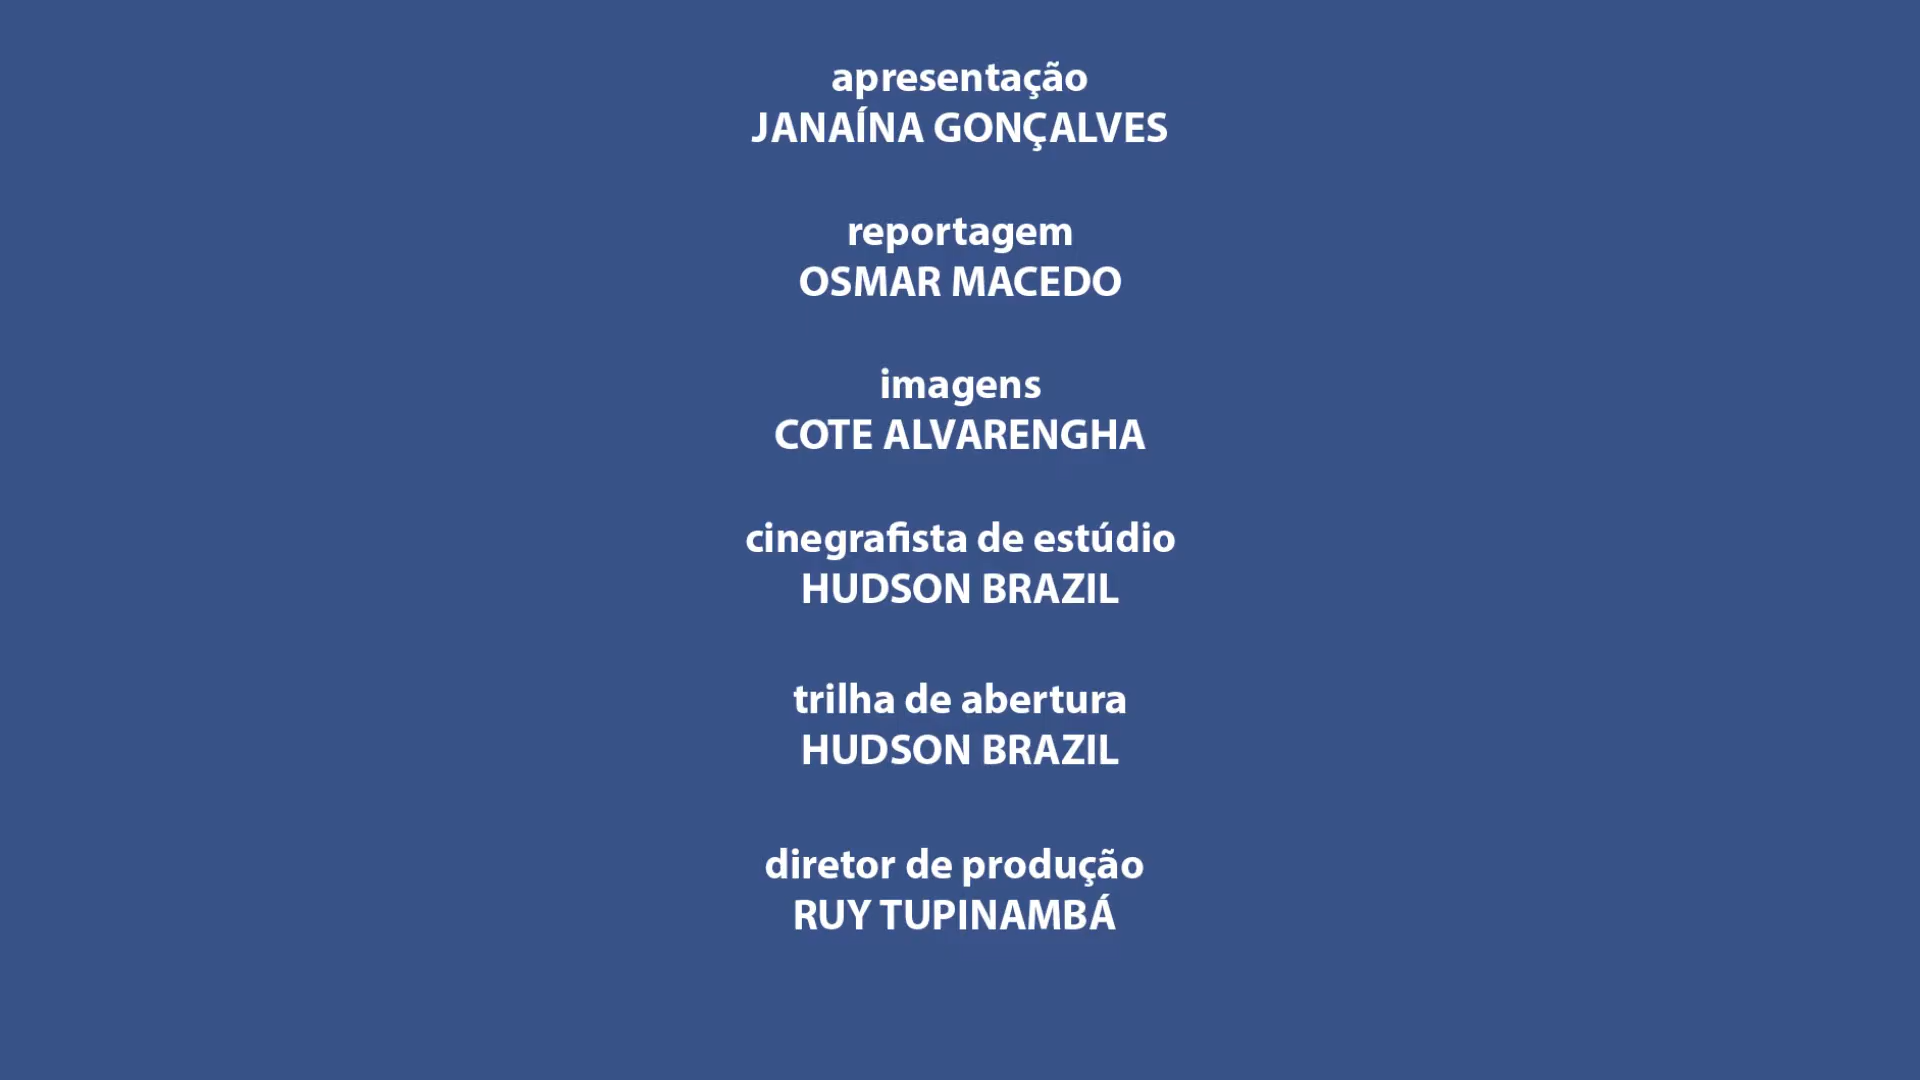 apresentação
JANAÍNA GONÇALVES
reportagem
OSMAR MACEDO
imagens
COTE ALVARENGHA
cinegrafista de estúdio
HUDSON BRAZIL
trilha de abertura
HUDSON BRAZIL
diretor de produção
RUY TUPINAMBÁ